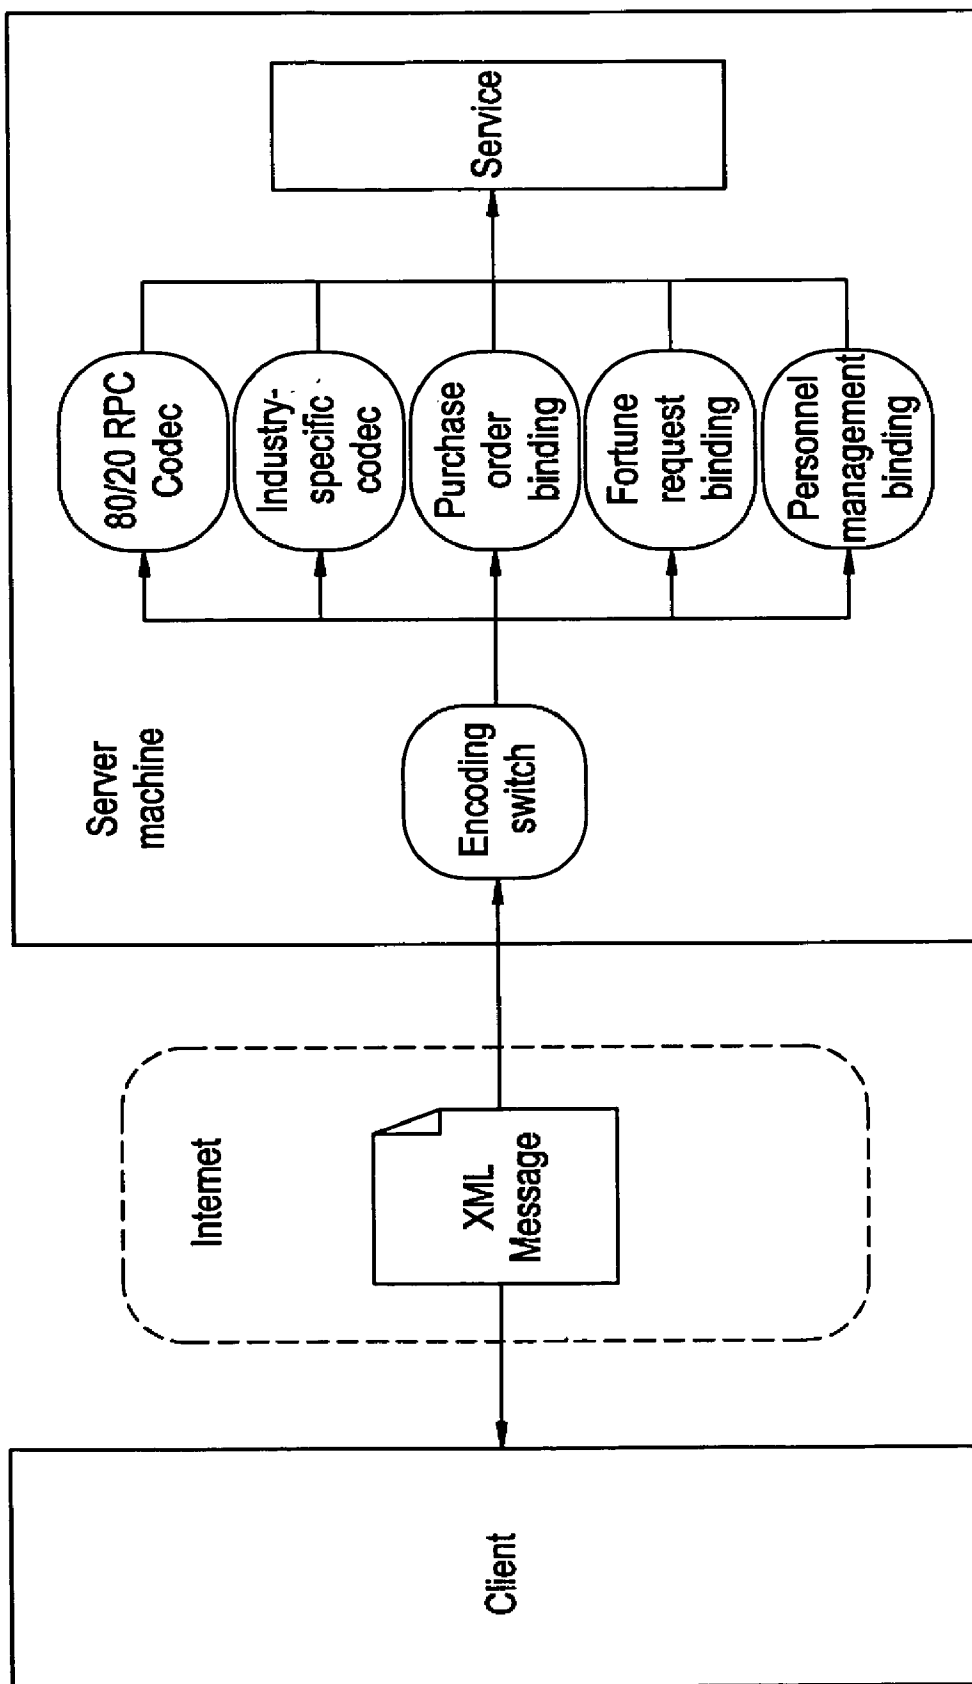 Client
Internet
XML
Message
Server
machine
Encoding
switch
80/20 RPC
Codec
Industry-
specific
codec
Purchase
order
binding
Fortune
request
binding
Personnel
management
binding
Service